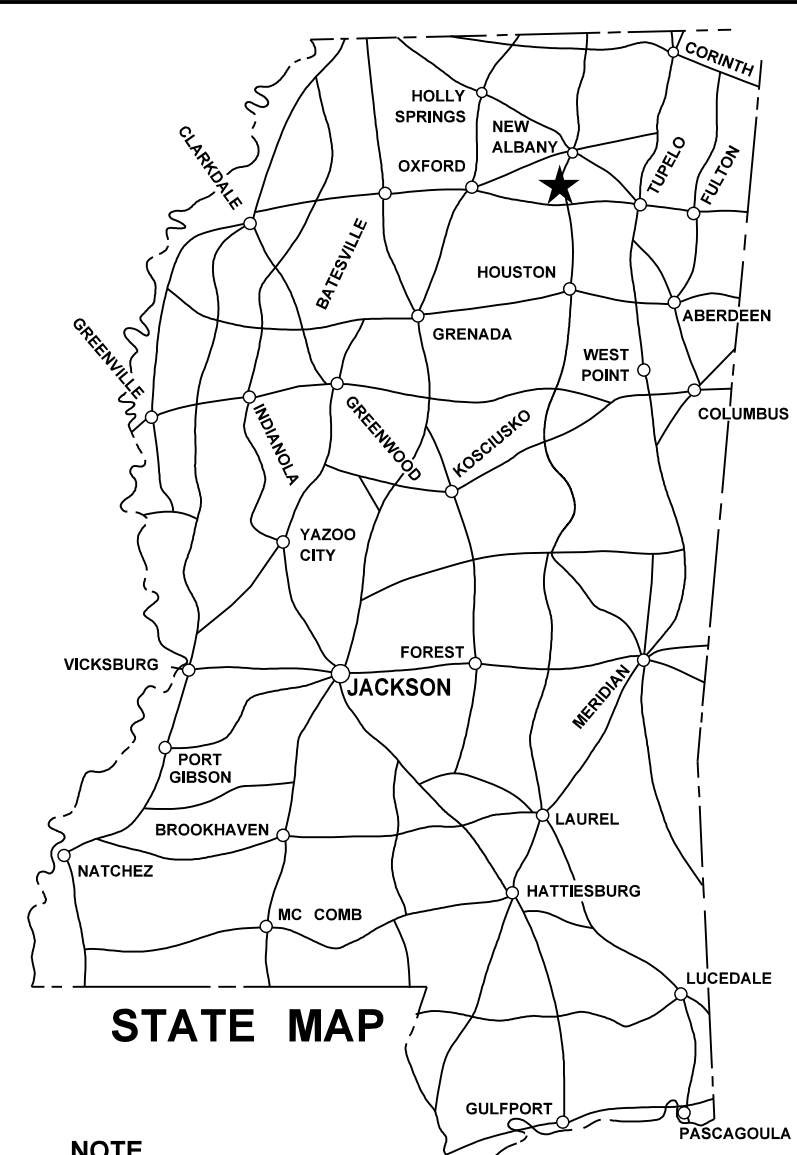 CORINTH
HOLLY
SPRINGS
NEW
ALBANY
CLARKDALE
OXFORD
TUPELO
FULTON
BATESVILLE
HOUSTON
ABERDEEN
GREENVILLE
GRENADA
WEST
POINT
COLUMBUS
INDIANOLA
GREENWOOD
KOSCIUSKO
YAZOO
CITY
VICKSBURG
FOREST
JACKSON
MERIDIAN
PORT
GIBSON
BROOKHAVEN
LAUREL
NATCHEZ
HATTIESBURG
MC COMB
LUCEDALE
STATE MAP
GULFPORT
PASCAGOULA
NOTE